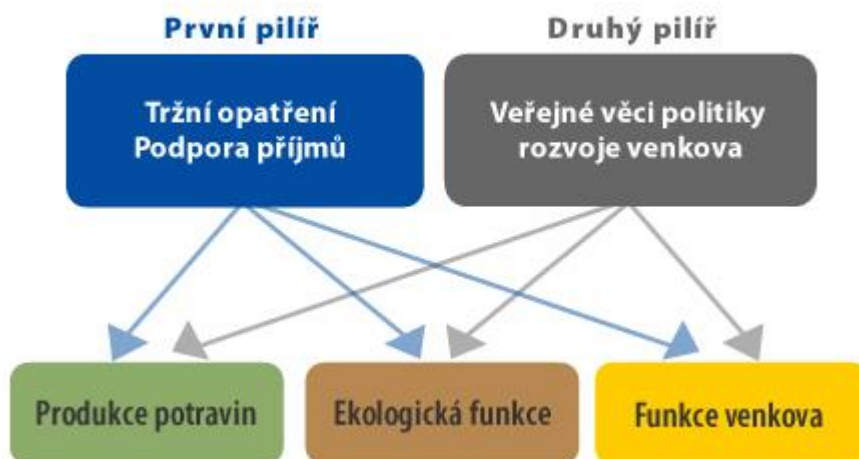 První pilíř
Druhý pilíř
Tržní opatření
Podpora příjmů
Veřejné věci politiky
rozvoje venkova
Produkce potravin
Ekologická funkce
Funkce venkova